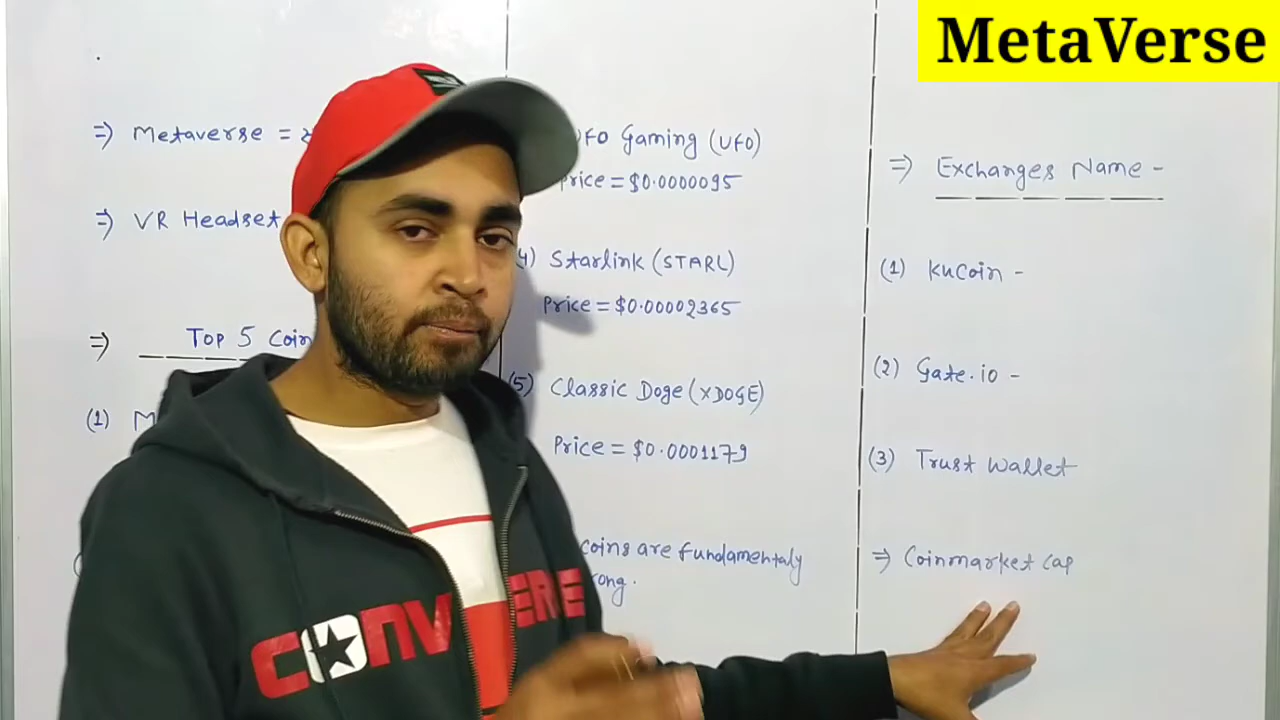 MetaVerse
=> Metaverse =
=> VR Headset
=> Top 5 Coin
(1) M
UFO Gaming (UFO)
Price = $0.0000095
(4) Starlink (STARL)
Price = $0.00002365
(5) Classic Doge (XDOGE)
Price = $0.0001179
coins are fundamentaly
rong.
=> Exchanges Name -
(1) KuCoin -
(2) Gate.io -
(3) Trust Wallet
=> Coinmarket Cap
CONVERSE